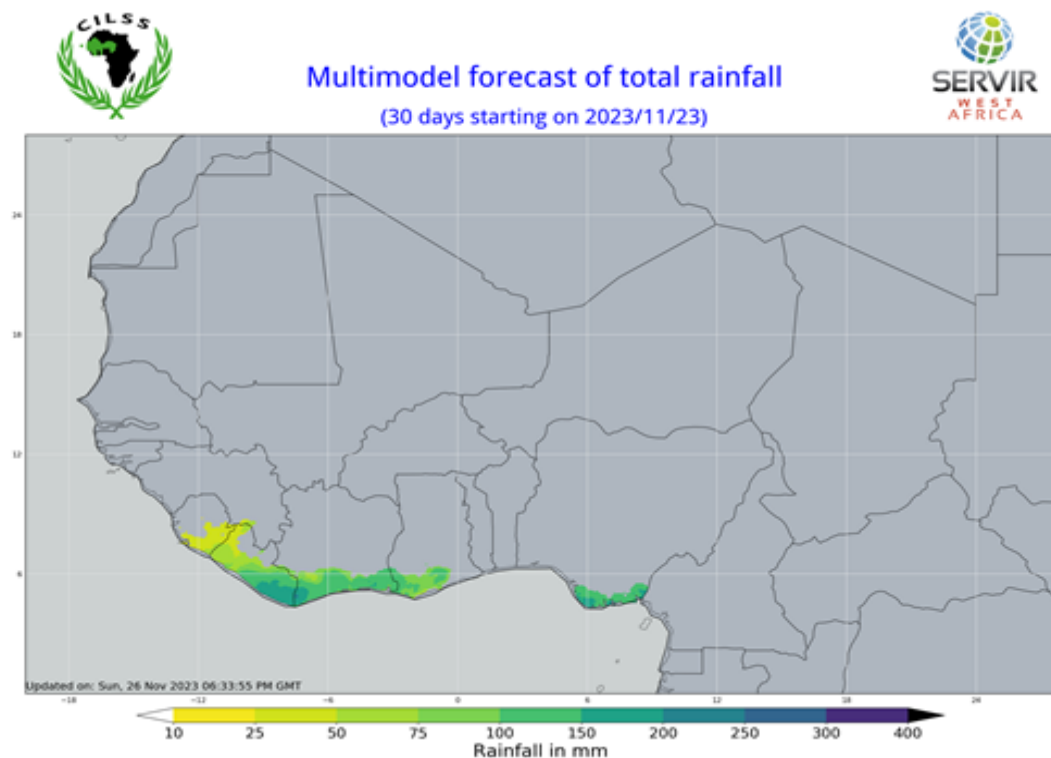 CILSS
Multimodel forecast of total rainfall
(30 days starting on 2023/11/23)
SERVIR
WEST
AFRICA
24
18
12
6
Updated on: Sun, 26 Nov 2023 06:33:55 PM GMT
−18 −12 −6 0 6 12 18 24
10 25 50 75 100 150 200 250 300 400
Rainfall in mm